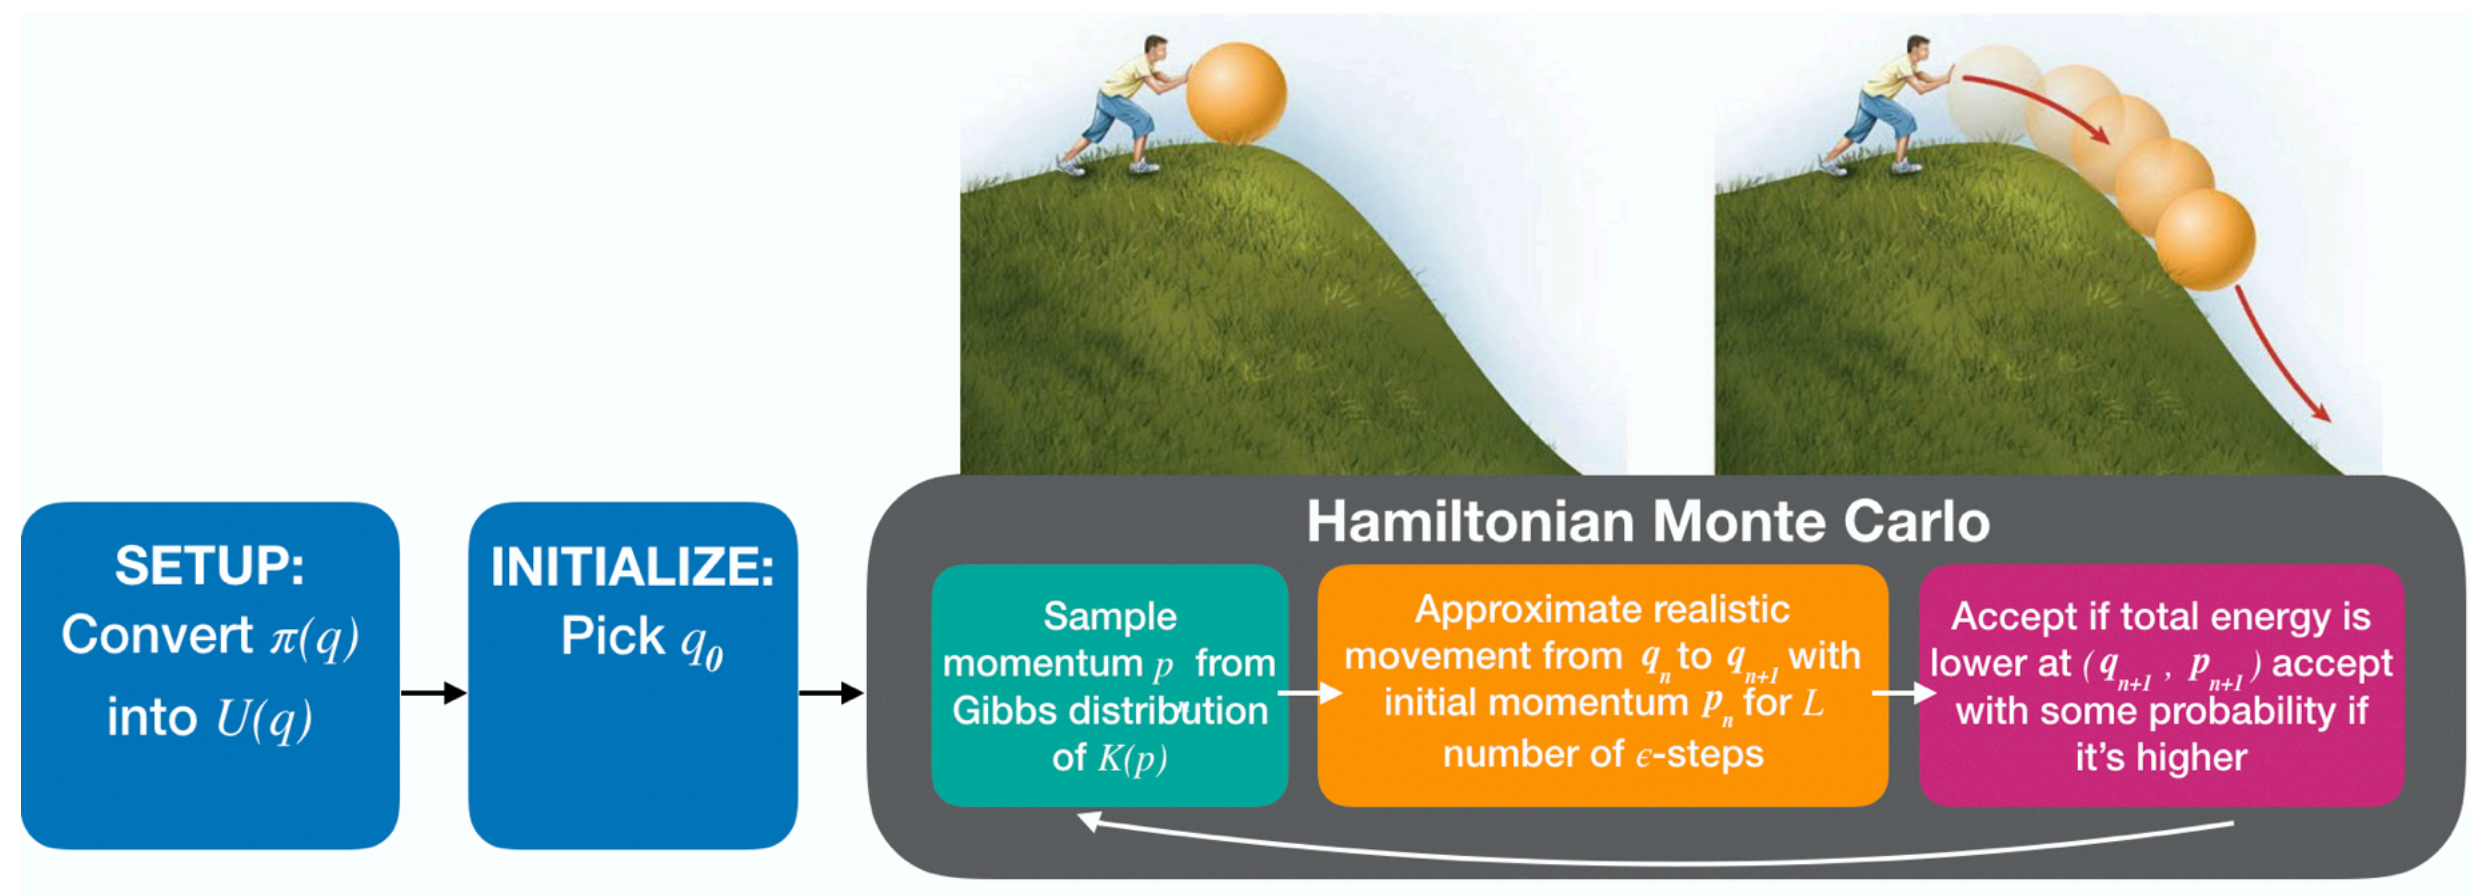 Hamiltonian Monte Carlo
SETUP:
Convert π(q)
into U(q)
INITIALIZE:
Pick q₀
Sample
momentum p from
Gibbs distribution
of K(p)
Approximate realistic
movement from qₙ to qₙ₊₁ with
initial momentum pₙ for L
number of ϵ-steps
Accept if total energy is
lower at (qₙ₊₁ , pₙ₊₁) accept
with some probability if
it's higher